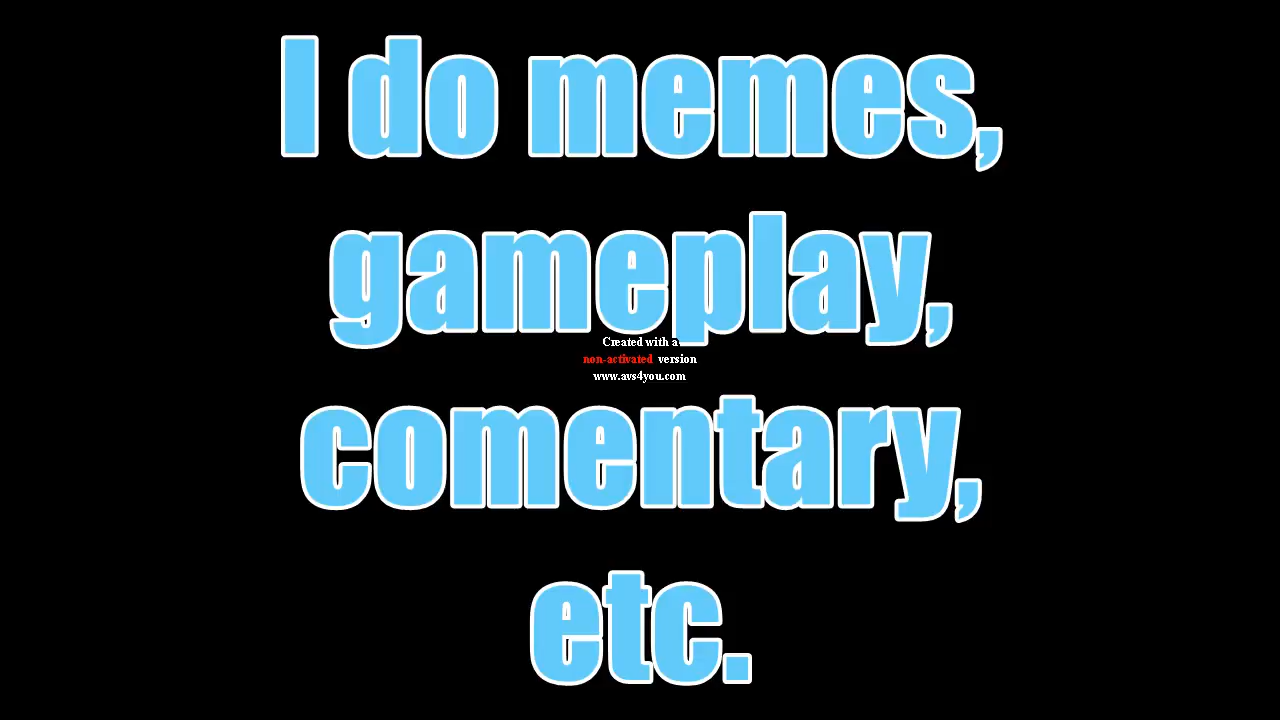 I do memes,
gameplay,
Created with a
non-activated version
www.avs4you.com
comentary,
etc.